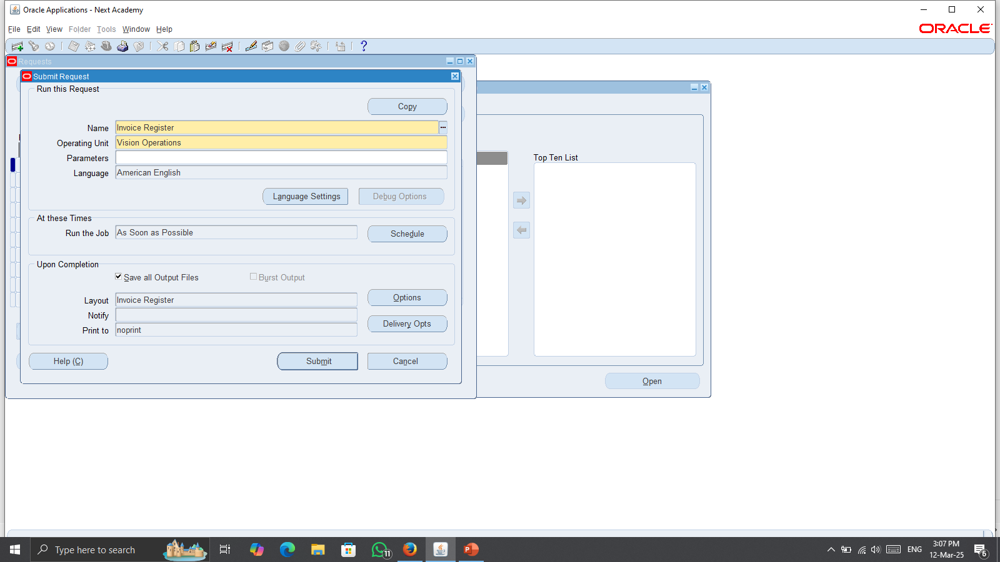 Oracle Applications - Next Academy
File Edit View Folder Tools Window Help
ORACLE
Requests
Submit Request
Run this Request
Copy
Name Invoice Register
Operating Unit Vision Operations
Parameters
Language American English
Language Settings Debug Options
At these Times
Run the Job As Soon as Possible Schedule
Upon Completion
Save all Output Files Burst Output
Layout Invoice Register Options
Notify
Delivery Opts
Print to noprint
Help (C) Submit Cancel
Top Ten List
Open
Type here to search
11
ENG
3:07 PM
12-Mar-25
6